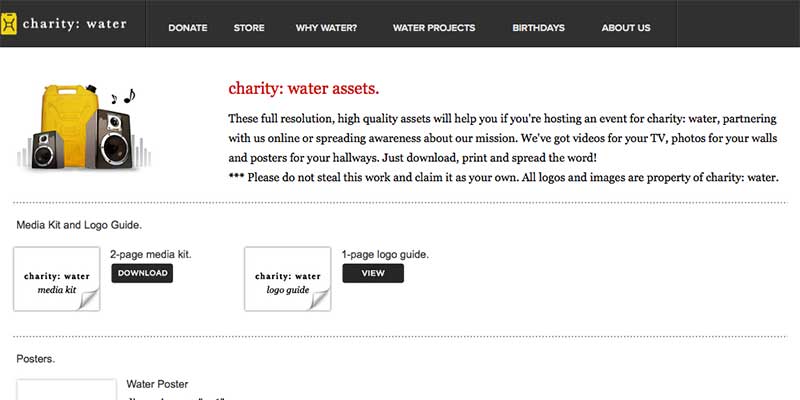 charity: water
DONATE
STORE
WHY WATER?
WATER PROJECTS
BIRTHDAYS
ABOUT US
charity: water assets.
These full resolution, high quality assets will help you if you're hosting an event for charity: water, partnering
with us online or spreading awareness about our mission. We've got videos for your TV, photos for your walls
and posters for your hallways. Just download, print and spread the word!
*** Please do not steal this work and claim it as your own. All logos and images are property of charity: water.
Media Kit and Logo Guide.
charity: water
media kit
2-page media kit.
DOWNLOAD
charity: water
logo guide
1-page logo guide.
VIEW
Posters.
Water Poster